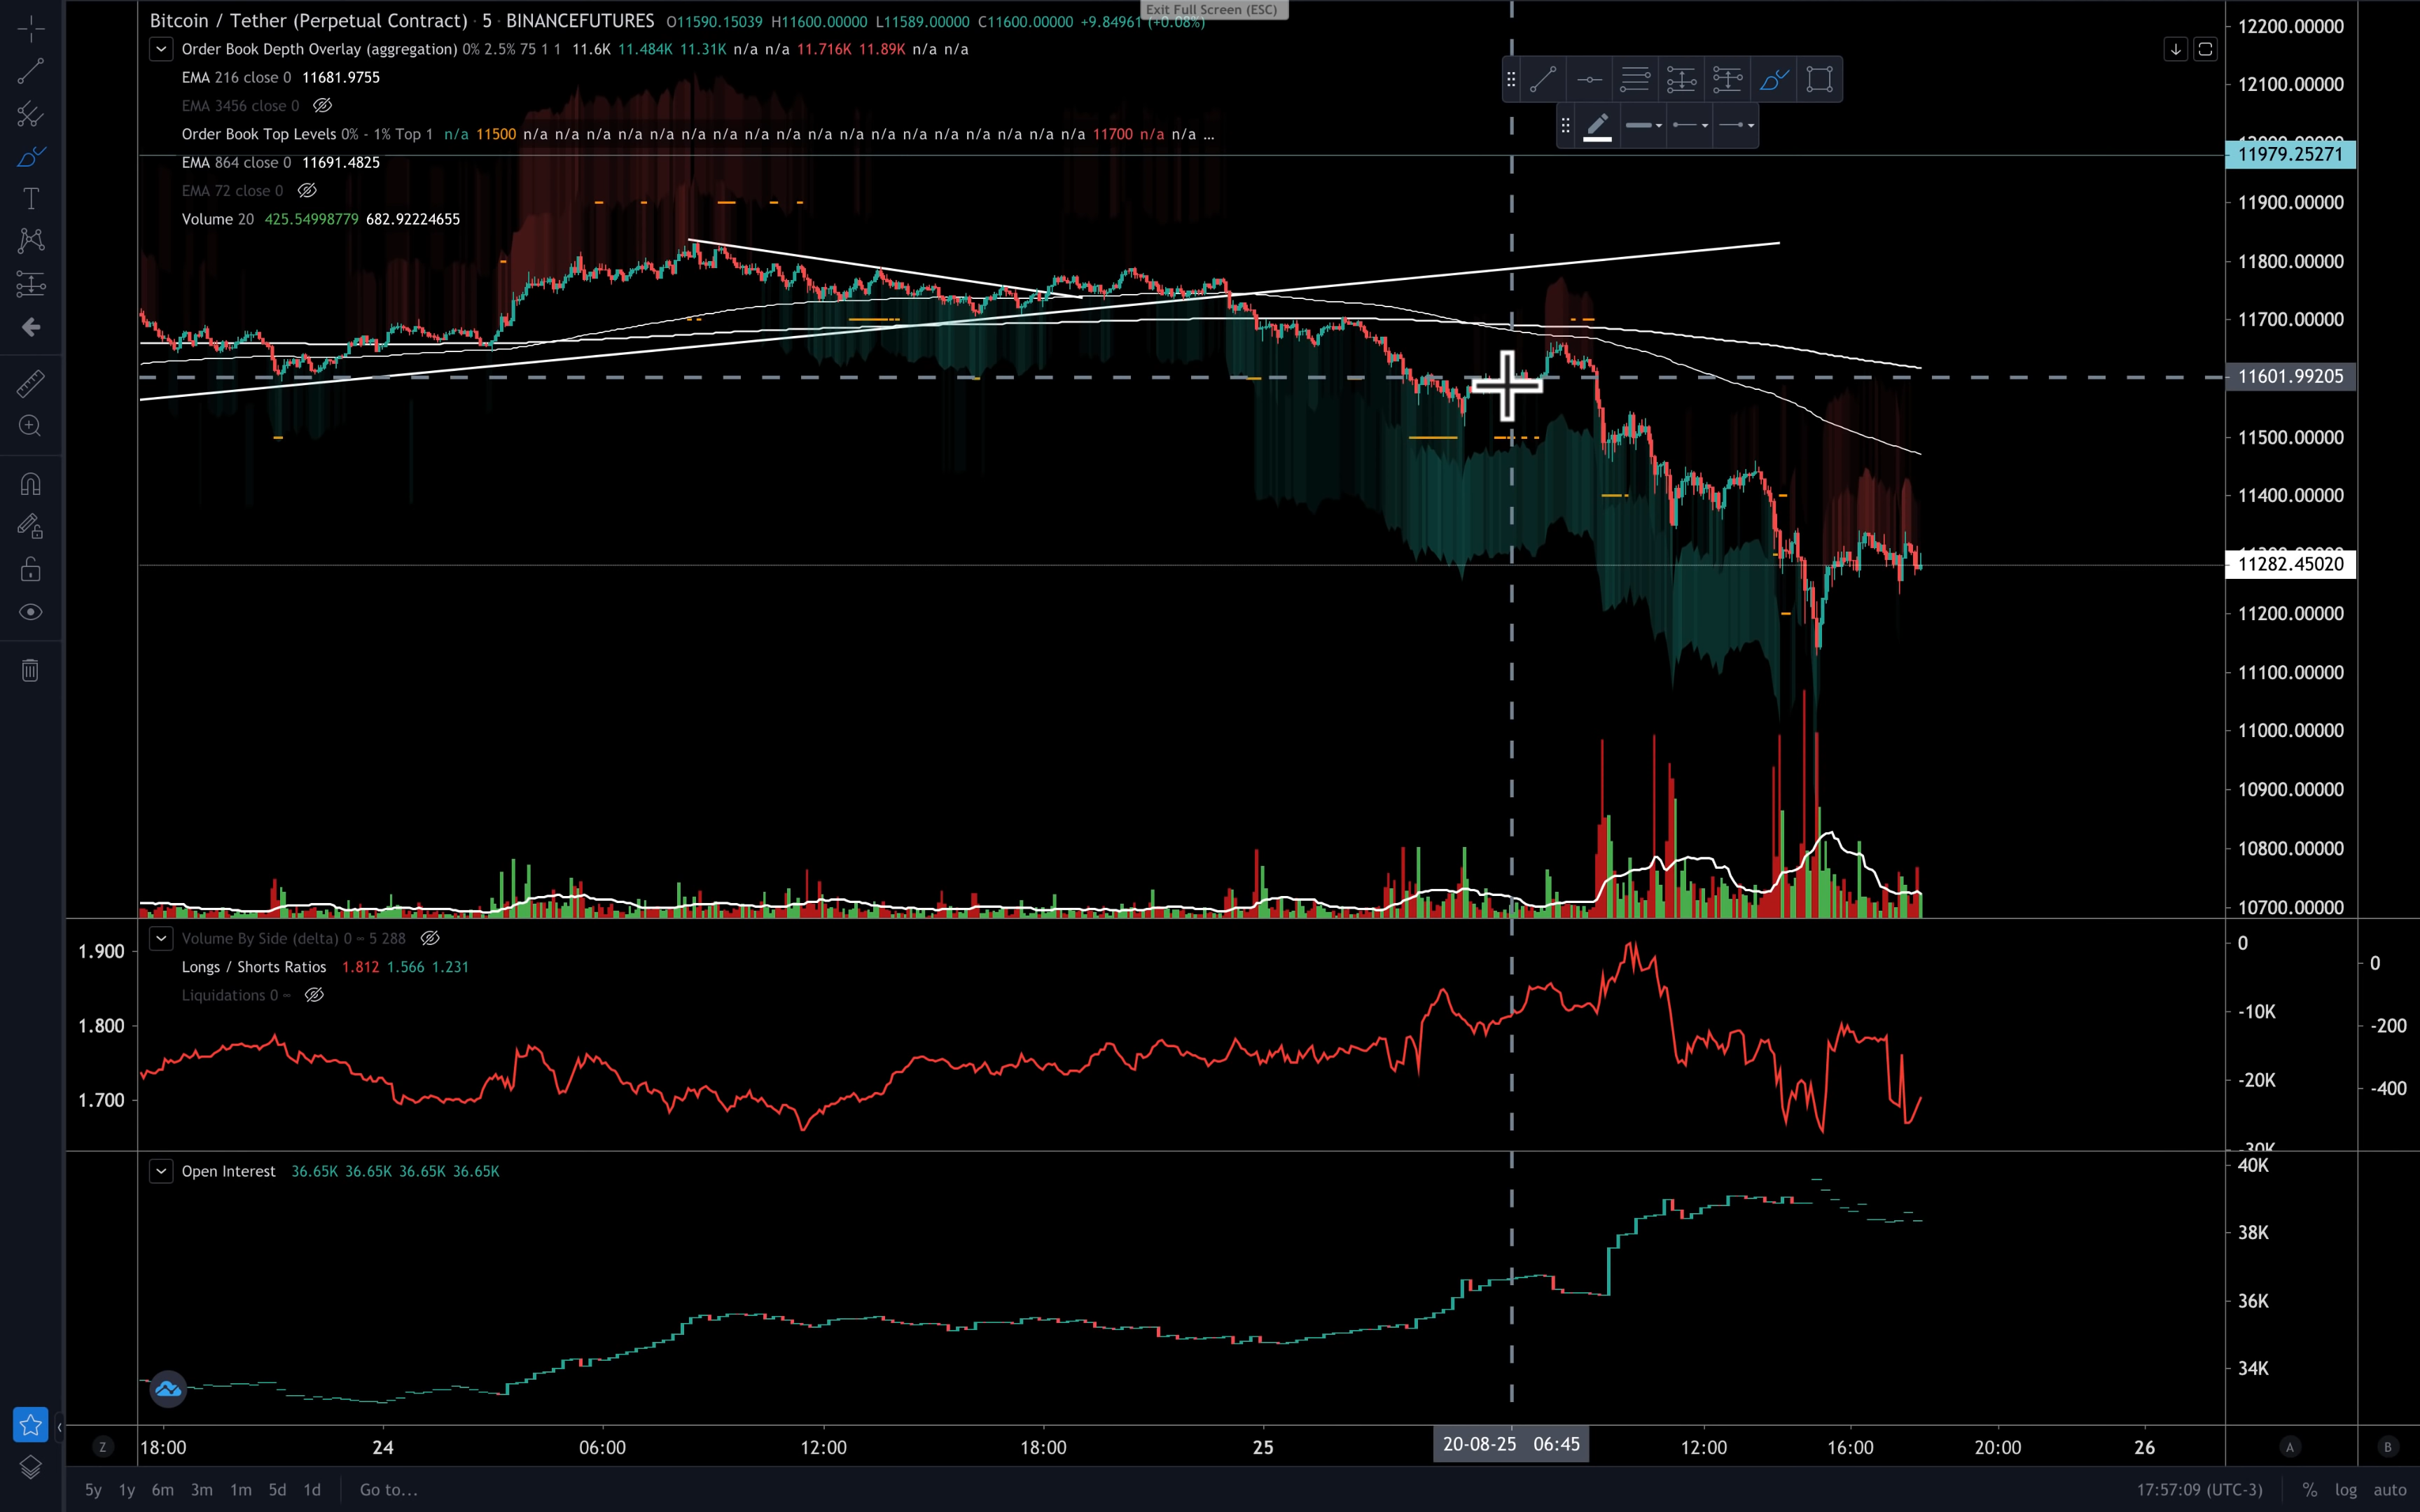 Exit Full Screen (ESC)
Bitcoin / Tether (Perpetual Contract) · 5 · BINANCEFUTURES O11590.15039 H11600.00000 L11589.00000 C11600.00000 +9.84961 (+0.08%)
Order Book Depth Overlay (aggregation) 0% 2.5% 75 1 1 11.6K 11.484K 11.31K n/a n/a 11.716K 11.89K n/a n/a
EMA 216 close 0 11681.9755
EMA 3456 close 0
Order Book Top Levels 0% - 1% Top 1 n/a 11500 n/a n/a n/a n/a n/a n/a n/a n/a n/a n/a n/a n/a n/a n/a n/a n/a n/a n/a 11700 n/a n/a ...
EMA 864 close 0 11691.4825
EMA 72 close 0
Volume 20 425.54998779 682.92224655
12200.00000
12100.00000
11979.25271
11900.00000
11800.00000
11700.00000
11601.99205
11500.00000
11400.00000
11282.45020
11200.00000
11100.00000
11000.00000
10900.00000
10800.00000
10700.00000
Volume By Side (delta) 0 – 5 288
Longs / Shorts Ratios 1.812 1.566 1.231
Liquidations 0 –
1.900
1.800
1.700
0
-10K
-20K
-30K
0
-200
-400
Open Interest 36.65K 36.65K 36.65K 36.65K
40K
38K
36K
34K
Z 18:00 24 06:00 12:00 18:00 25 20-08-25 06:45 12:00 16:00 20:00 26 A B
5y 1y 6m 3m 1m 5d 1d Go to... 17:57:09 (UTC-3) % log auto